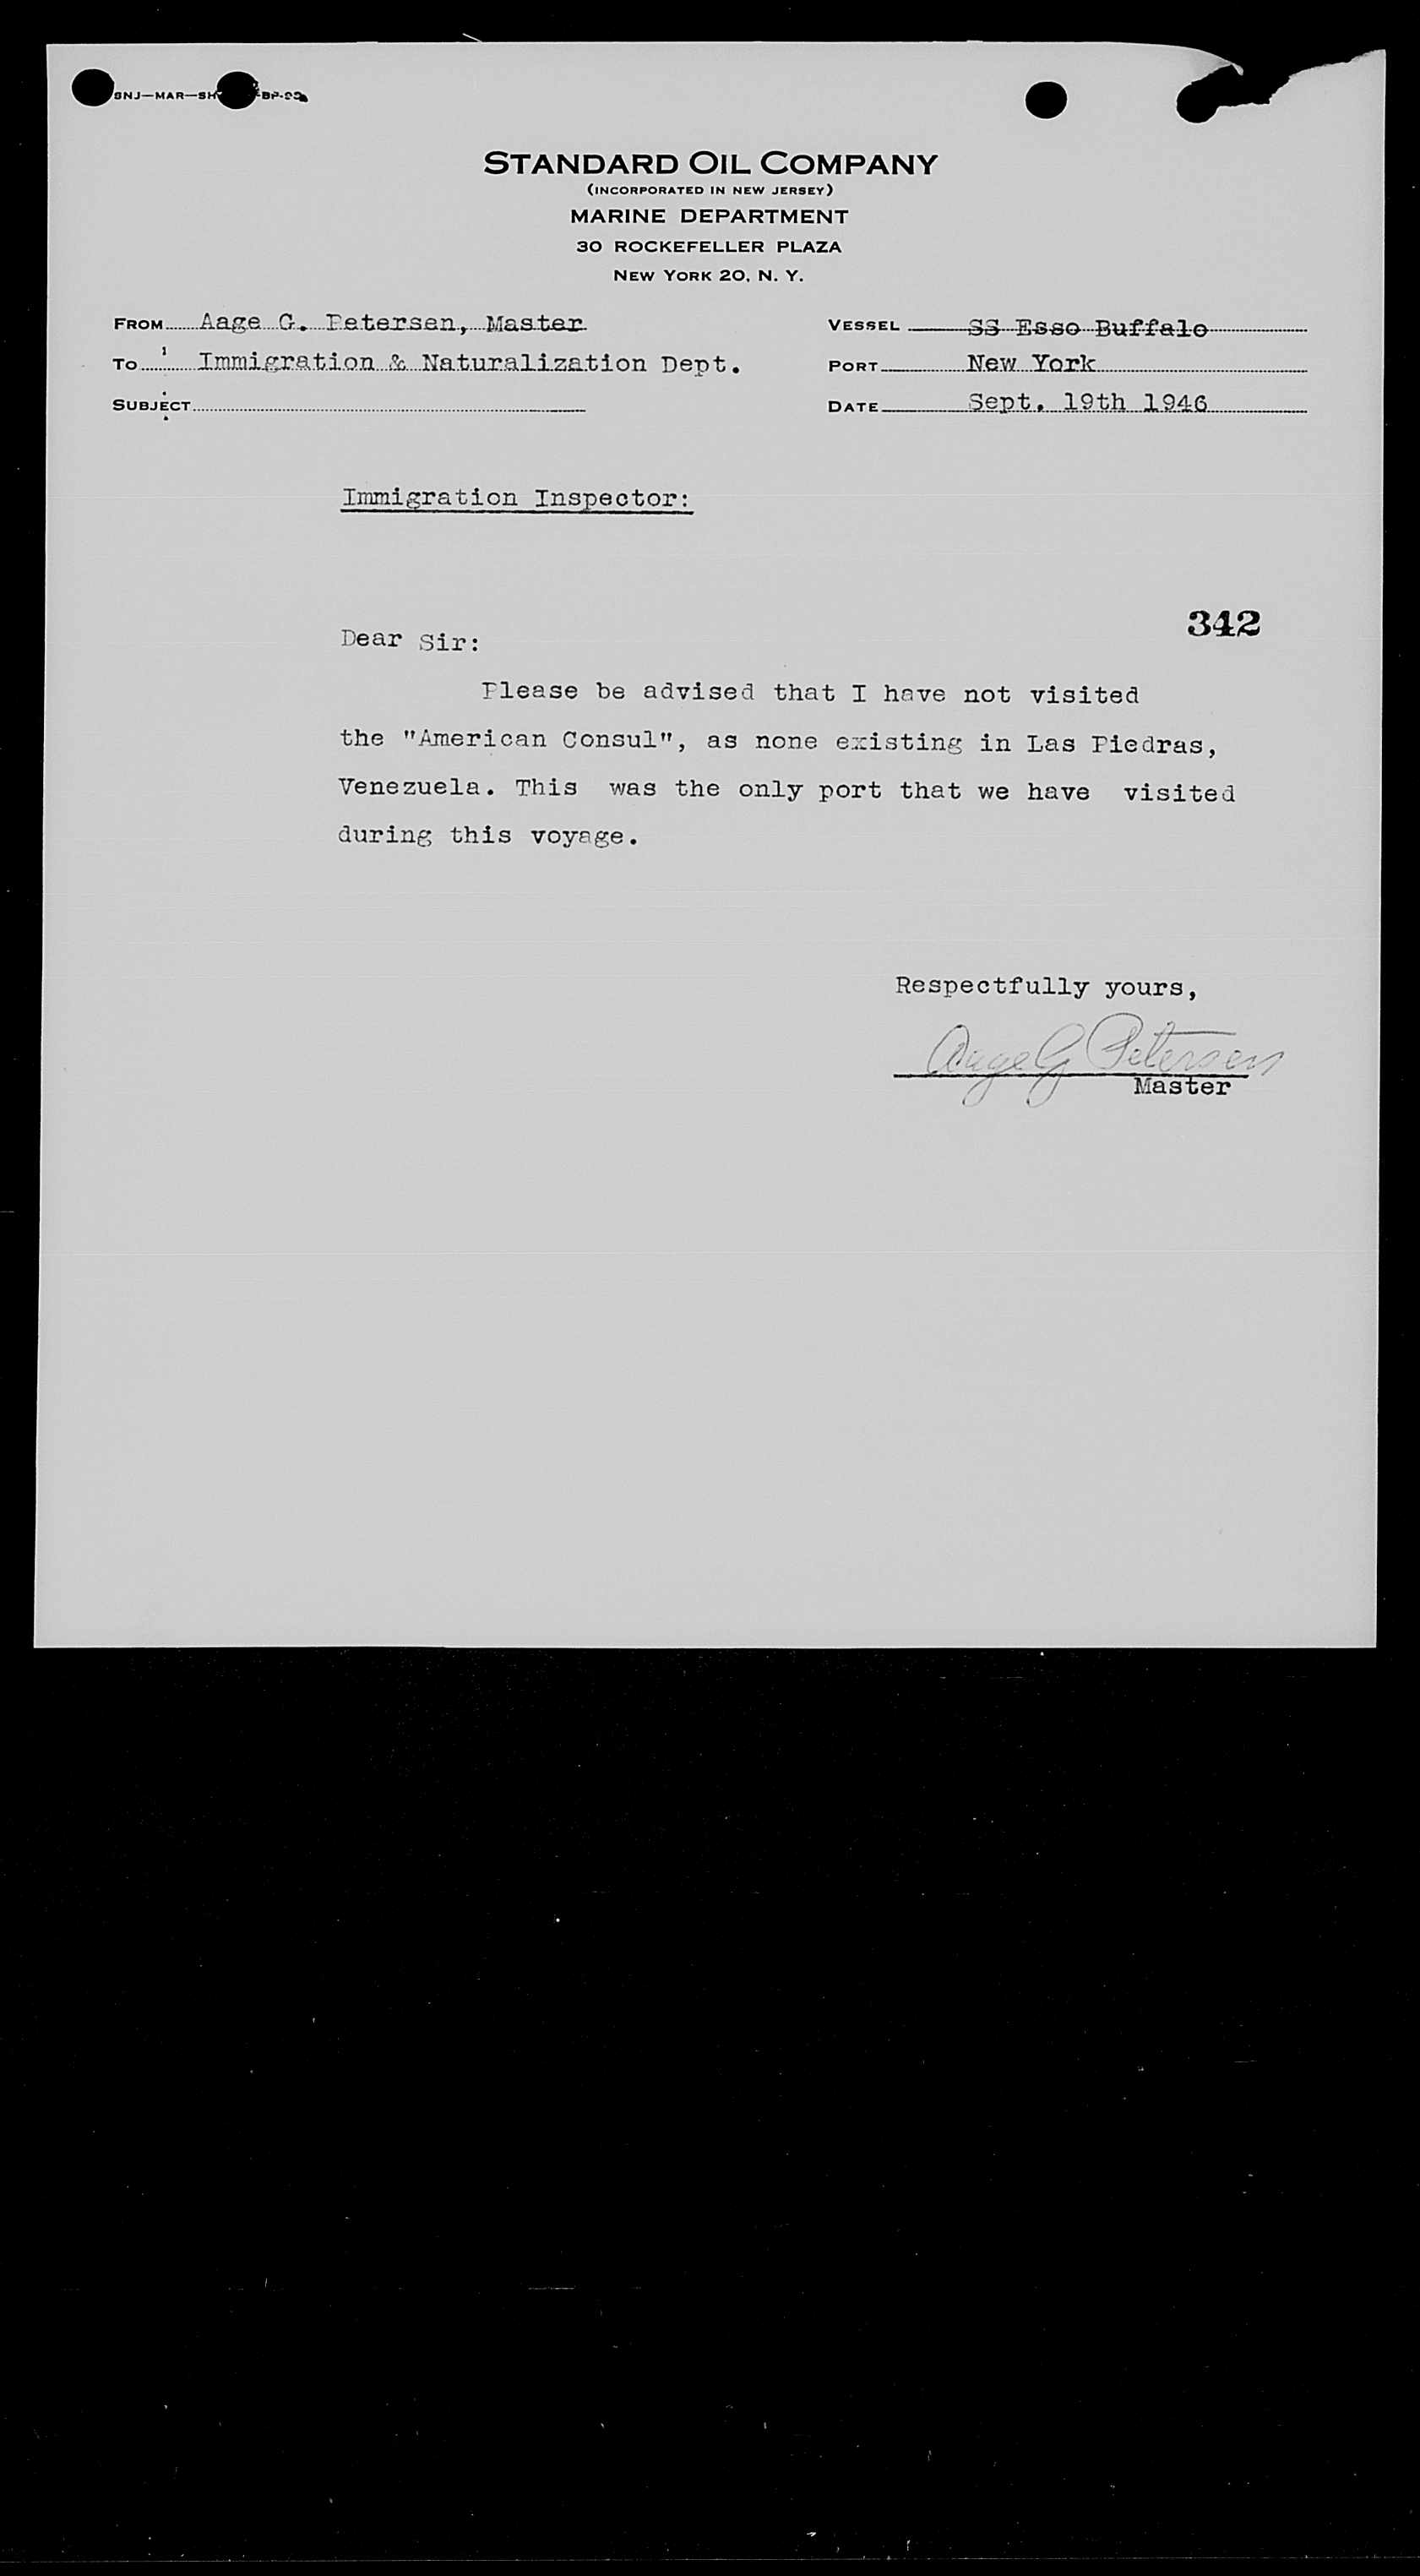 STANDARD OIL COMPANY
(INCORPORATED IN NEW JERSEY)
MARINE DEPARTMENT
30 ROCKEFELLER PLAZA
NEW YORK 20, N. Y.
FROM Aage G. Petersen, Master
VESSEL SS Esso Buffalo
TO Immigration & Naturalization Dept.
PORT New York
SUBJECT
DATE Sept. 19th 1946
Immigration Inspector:
342
Dear Sir:
Please be advised that I have not visited
the "American Consul", as none existing in Las Piedras,
Venezuela. This was the only port that we have visited
during this voyage.
Respectfully yours,
Aage G Petersen
Master